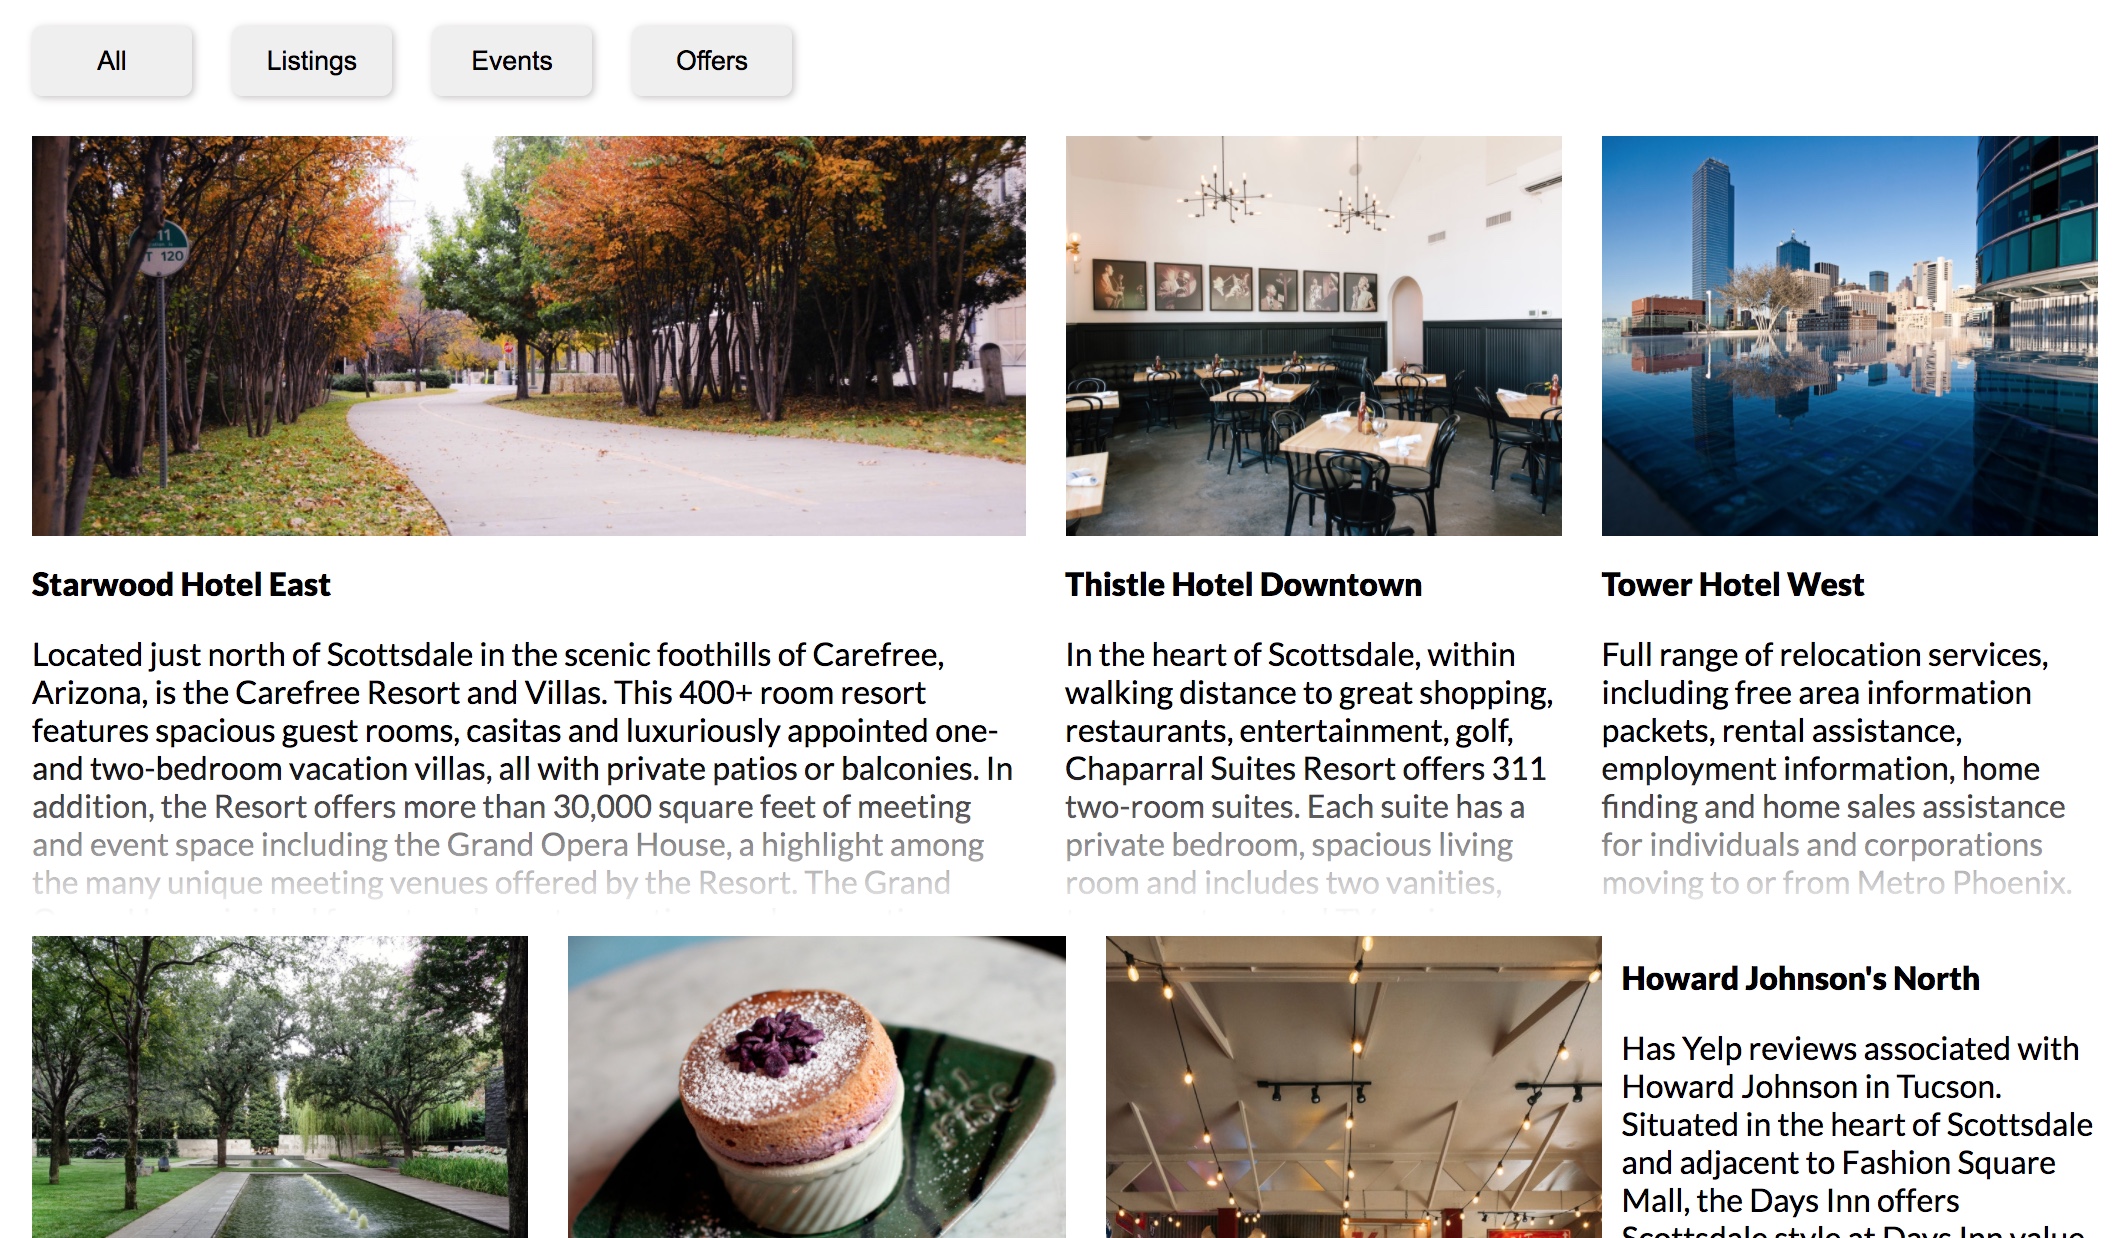 All
Listings
Events
Offers
11
T 120
Starwood Hotel East
Located just north of Scottsdale in the scenic foothills of Carefree,
Arizona, is the Carefree Resort and Villas. This 400+ room resort
features spacious guest rooms, casitas and luxuriously appointed one-
and two-bedroom vacation villas, all with private patios or balconies. In
addition, the Resort offers more than 30,000 square feet of meeting
and event space including the Grand Opera House, a highlight among
the many unique meeting venues offered by the Resort. The Grand
Thistle Hotel Downtown
In the heart of Scottsdale, within
walking distance to great shopping,
restaurants, entertainment, golf,
Chaparral Suites Resort offers 311
two-room suites. Each suite has a
private bedroom, spacious living
room and includes two vanities,
Tower Hotel West
Full range of relocation services,
including free area information
packets, rental assistance,
employment information, home
finding and home sales assistance
for individuals and corporations
moving to or from Metro Phoenix.
Howard Johnson's North
Has Yelp reviews associated with
Howard Johnson in Tucson.
Situated in the heart of Scottsdale
and adjacent to Fashion Square
Mall, the Days Inn offers
Scottsdale style at Days Inn value